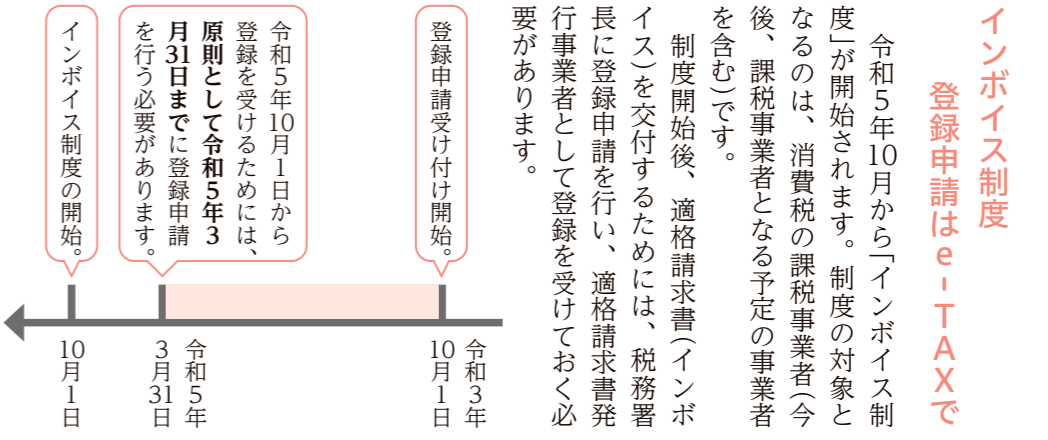 インボイス制度
登録申請はe-TAXで
令和５年10月から「インボイス制
度」が開始されます。制度の対象と
なるのは、消費税の課税事業者（今
後、課税事業者となる予定の事業者
を含む）です。
制度開始後、適格請求書（インボ
イス）を交付するためには、税務署
長に登録申請を行い、適格請求書発
行事業者として登録を受けておく必
要があります。
登録申請受け付け開始。
令和３年
10月１日
令和５年10月１日から
登録を受けるためには、
原則として令和５年３
月31日までに登録申請
を行う必要があります。
令和５年
３月31日
インボイス制度の開始。
10月１日